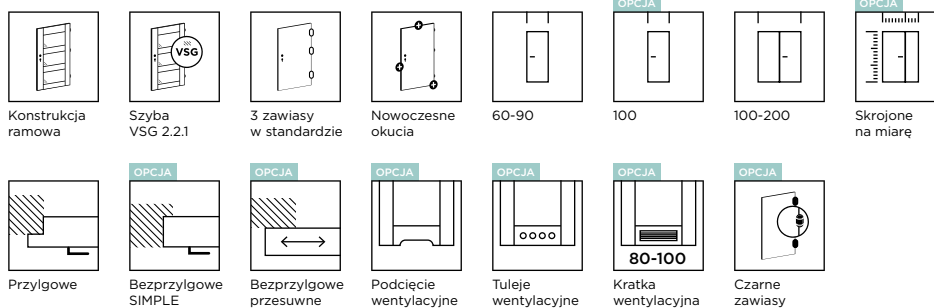 OPCJA
OPCJA
VSG
Konstrukcja
ramowa
Szyba
VSG 2.2.1
3 zawiasy
w standardzie
Nowoczesne
okucia
60-90
100
100-200
Skrojone
na miarę
OPCJA
OPCJA
OPCJA
OPCJA
OPCJA
OPCJA
80-100
Przylgowe
Bezprzylgowe
SIMPLE
Bezprzylgowe
przesuwne
Podcięcie
wentylacyjne
Tuleje
wentylacyjne
Kratka
wentylacyjna
Czarne
zawiasy